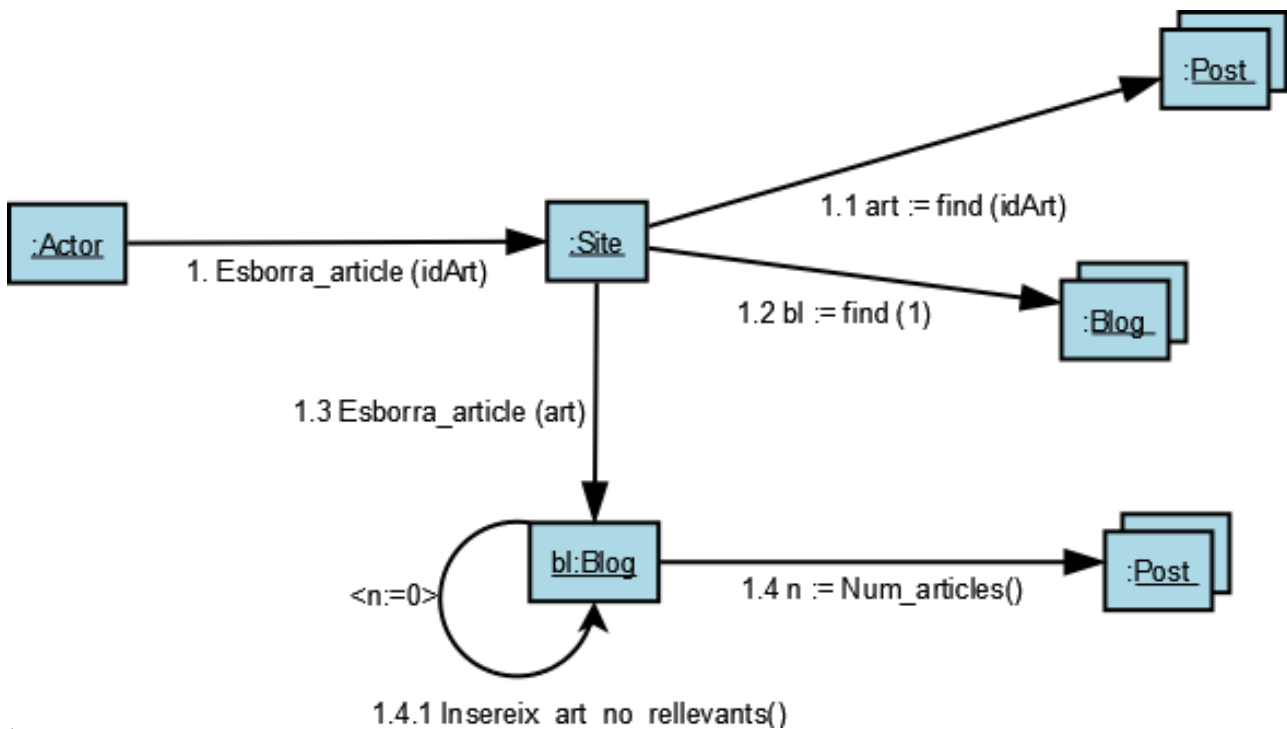 :Post
1.1 art := find (idArt)
:Actor
:Site
1. Esborra_article (idArt)
1.2 bl := find (1)
:Blog
1.3 Esborra_article (art)
bl:Blog
<n:=0>
1.4 n := Num_articles()
:Post
1.4.1 Insereix_art_no_rellevants()